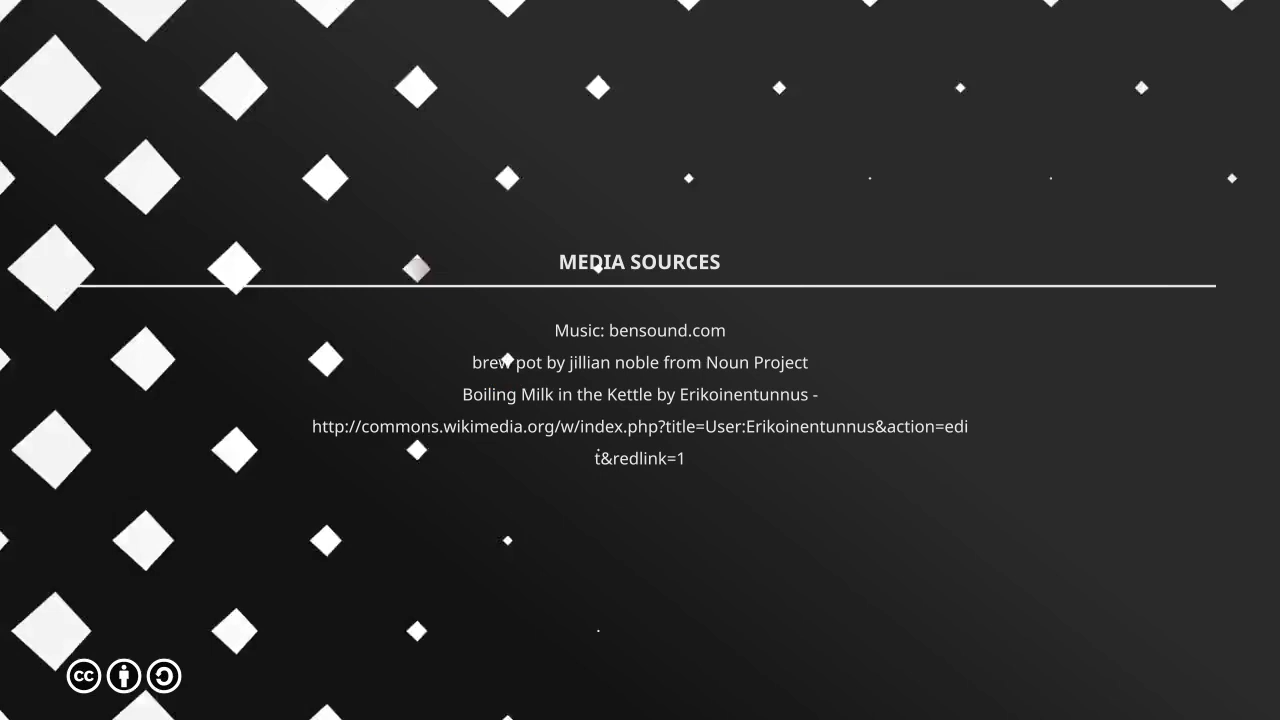 MEDIA SOURCES
Music: bensound.com
brew pot by jillian noble from Noun Project
Boiling Milk in the Kettle by Erikoinentunnus -
http://commons.wikimedia.org/w/index.php?title=User:Erikoinentunnus&action=edi
t&redlink=1
cc